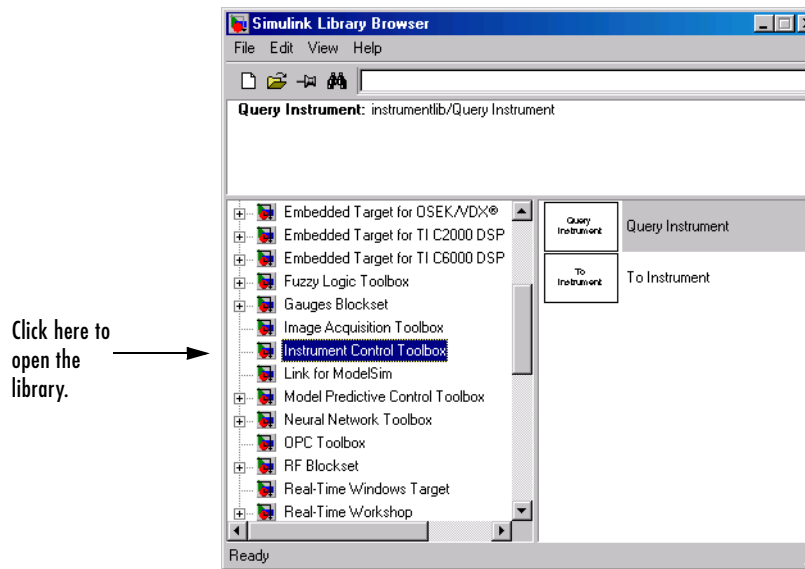 Simulink Library Browser
File Edit View Help
Query Instrument: instrumentlib/Query Instrument
Embedded Target for OSEK/VDX®
Embedded Target for TI C2000 DSP
Embedded Target for TI C6000 DSP
Fuzzy Logic Toolbox
Gauges Blockset
Image Acquisition Toolbox
Instrument Control Toolbox
Link for ModelSim
Model Predictive Control Toolbox
Neural Network Toolbox
OPC Toolbox
RF Blockset
Real-Time Windows Target
Real-Time Workshop
Query
Instrument
Query Instrument
To
Instrument
To Instrument
Click here to
open the
library.
Ready